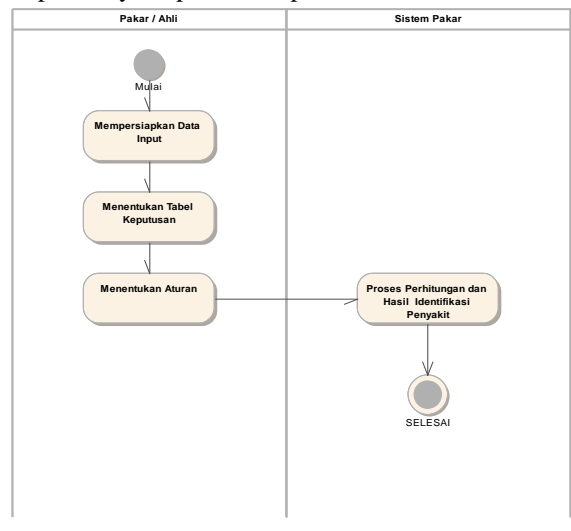 Pakar / Ahli
Sistem Pakar
Mulai
Mempersiapkan Data
Input
Menentukan Tabel
Keputusan
Menentukan Aturan
Proses Perhitungan dan
Hasil Identifikasi
Penyakit
SELESAI